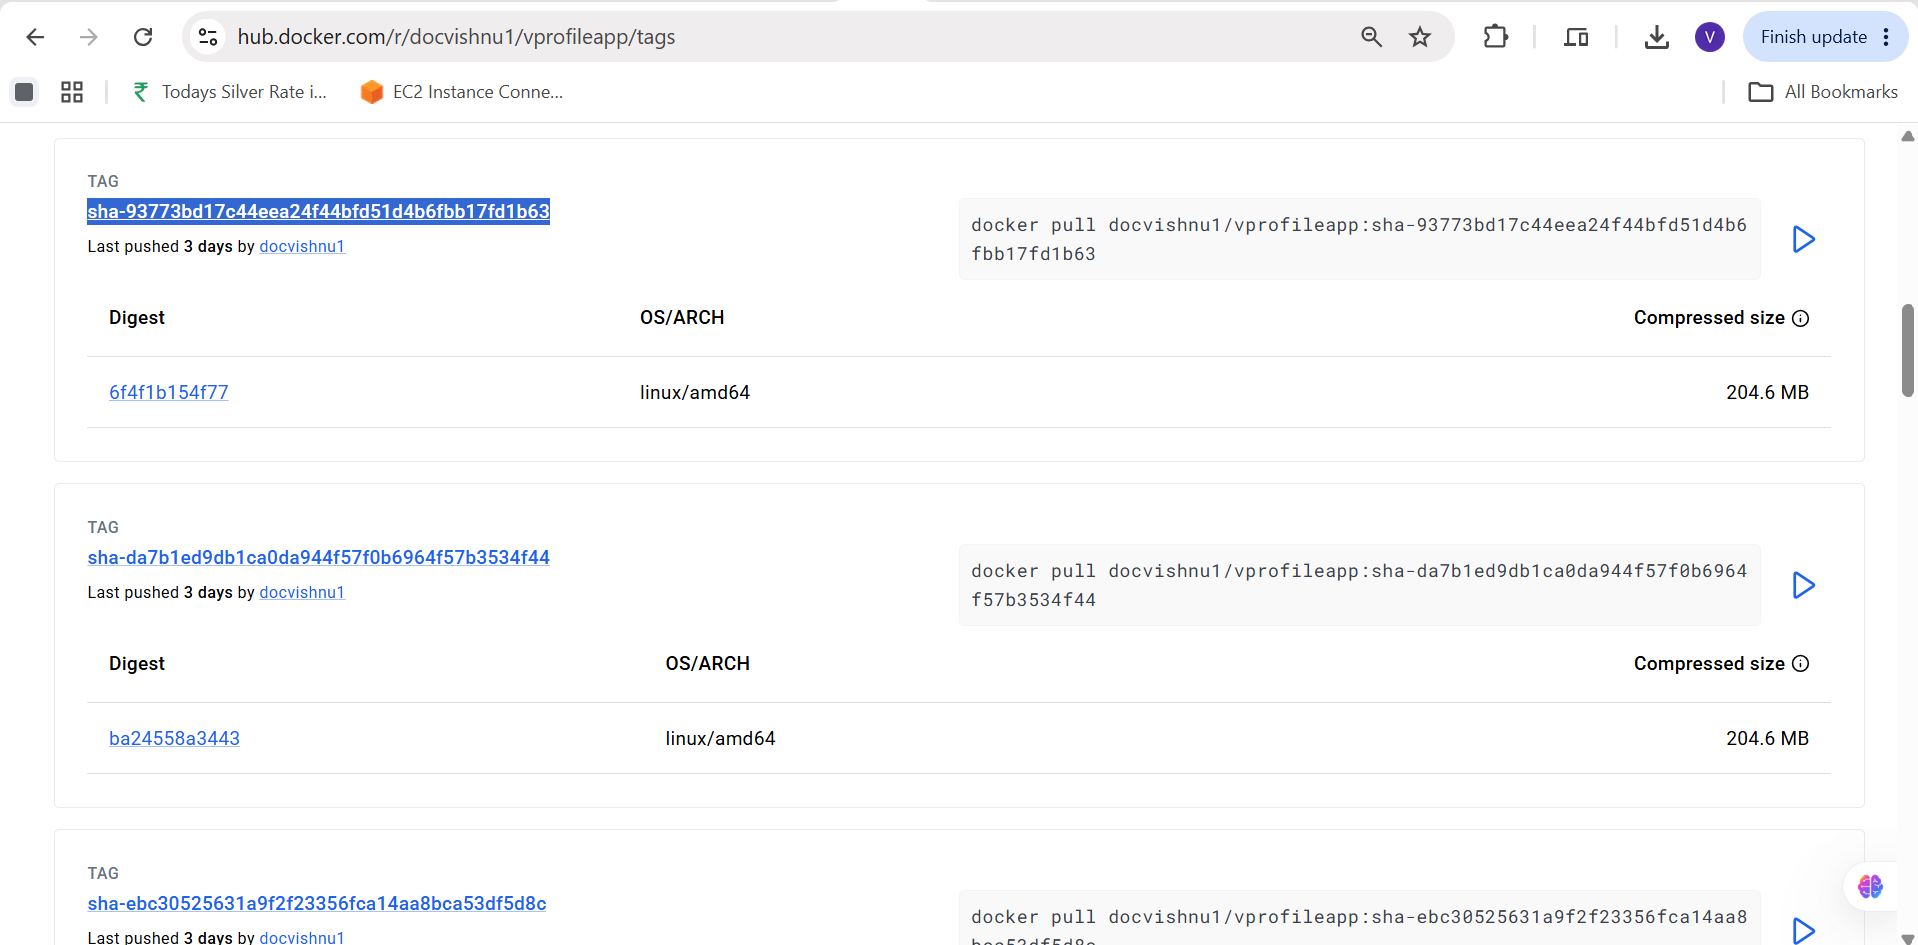 hub.docker.com/r/docvishnu1/vprofileapp/tags
V
Finish update
Todays Silver Rate i...
EC2 Instance Conne...
All Bookmarks
TAG
sha-93773bd17c44eea24f44bfd51d4b6fbb17fd1b63
Last pushed 3 days by docvishnu1
docker pull docvishnu1/vprofileapp:sha-93773bd17c44eea24f44bfd51d4b6
fbb17fd1b63
Digest OS/ARCH Compressed size
6f4f1b154f77 linux/amd64 204.6 MB
TAG
sha-da7b1ed9db1ca0da944f57f0b6964f57b3534f44
Last pushed 3 days by docvishnu1
docker pull docvishnu1/vprofileapp:sha-da7b1ed9db1ca0da944f57f0b6964
f57b3534f44
Digest OS/ARCH Compressed size
ba24558a3443 linux/amd64 204.6 MB
TAG
sha-ebc30525631a9f2f23356fca14aa8bca53df5d8c
Last pushed 3 days by docvishnu1
docker pull docvishnu1/vprofileapp:sha-ebc30525631a9f2f23356fca14aa8
bca53df5d8c